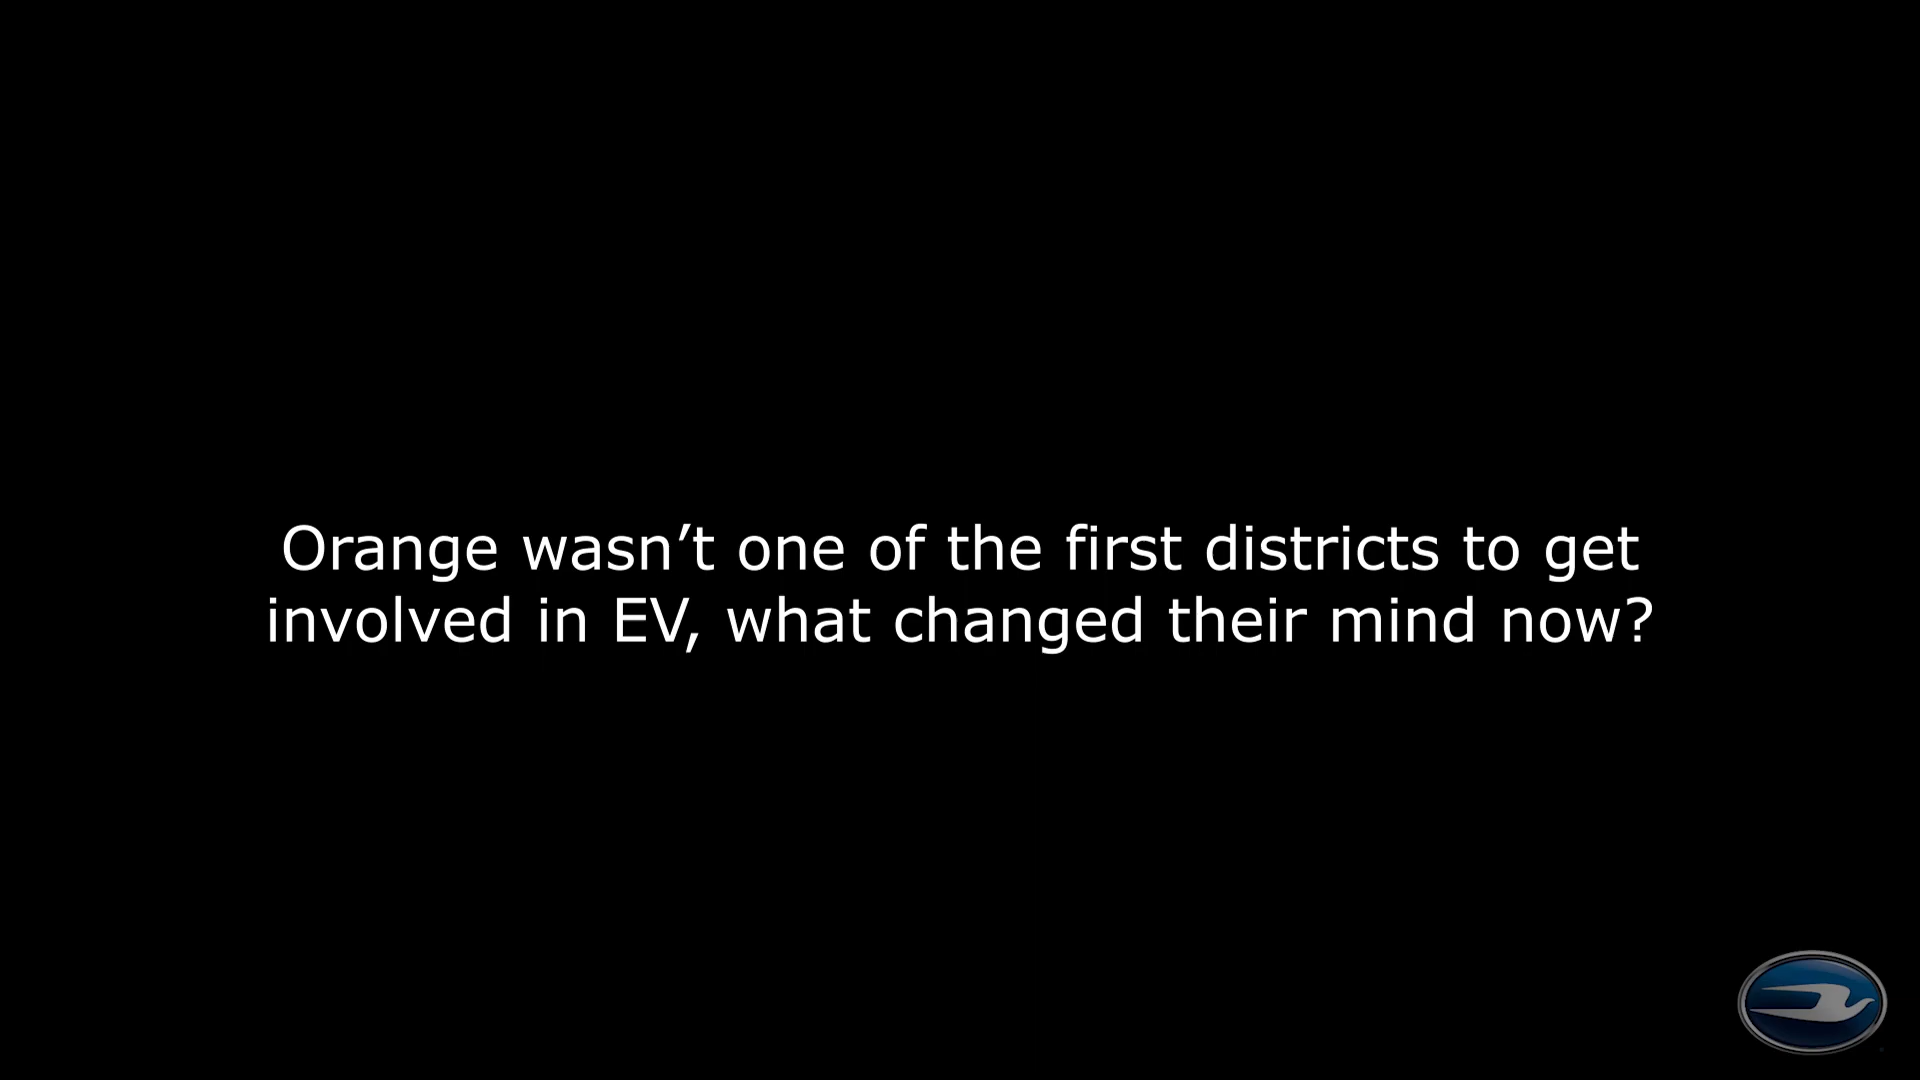 Orange wasn’t one of the first districts to get
involved in EV, what changed their mind now?